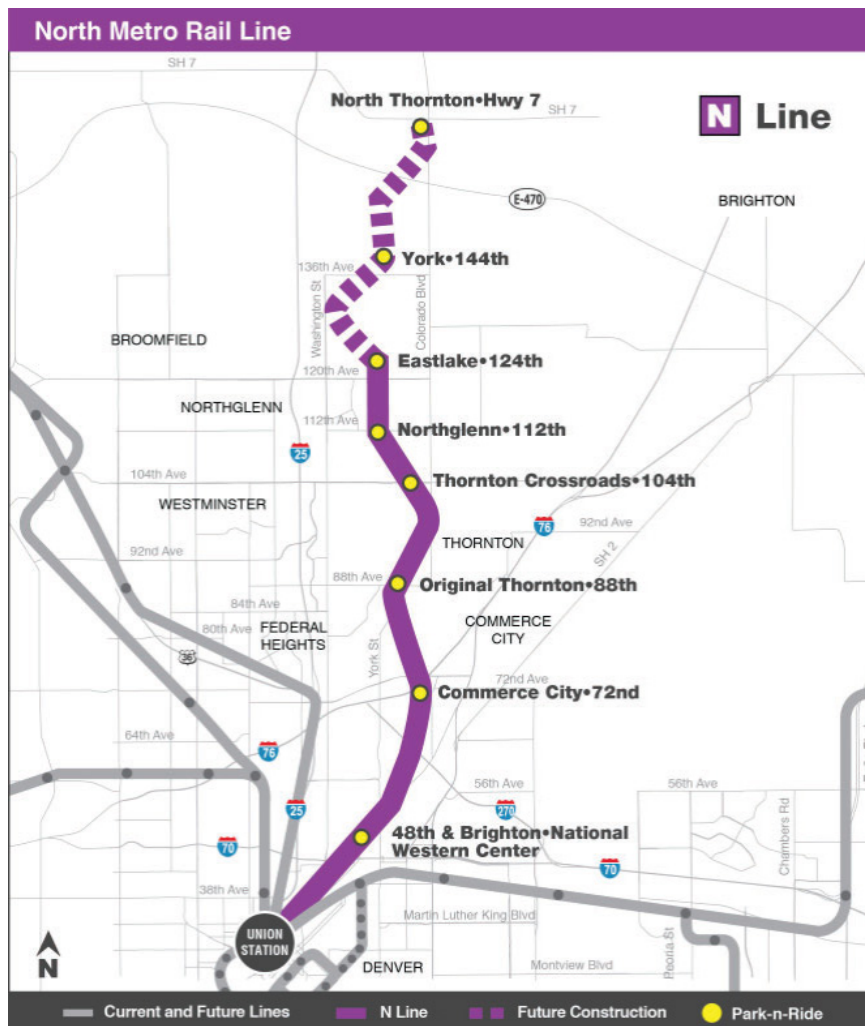 North Metro Rail Line
SH 7
North Thornton•Hwy 7
SH 7
N Line
E-470
BRIGHTON
York•144th
136th Ave
Washington St
Colorado Blvd
BROOMFIELD
Eastlake•124th
120th Ave
NORTHGLENN
112th Ave
Northglenn•112th
25
104th Ave
Thornton Crossroads•104th
WESTMINSTER
76
92nd Ave
THORNTON
SH 2
92nd Ave
88th Ave
Original Thornton•88th
84th Ave
80th Ave
FEDERAL
HEIGHTS
COMMERCE
CITY
York St
36
72nd Ave
Commerce City•72nd
64th Ave
76
56th Ave
56th Ave
25
270
Chambers Rd
70
48th & Brighton•National
Western Center
70
38th Ave
Martin Luther King Blvd
UNION
STATION
Peoria St
N
DENVER
Montview Blvd
Current and Future Lines
N Line
Future Construction
Park-n-Ride